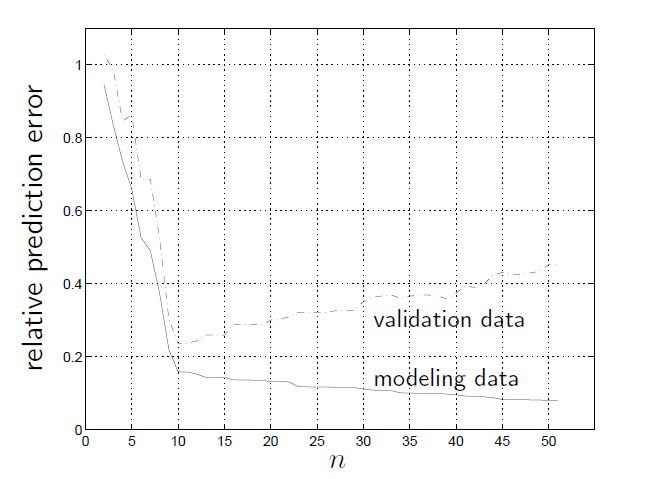 relative prediction error
1
0.8
0.6
0.4
0.2
0
validation data
modeling data
0 5 10 15 20 25 30 35 40 45 50
n